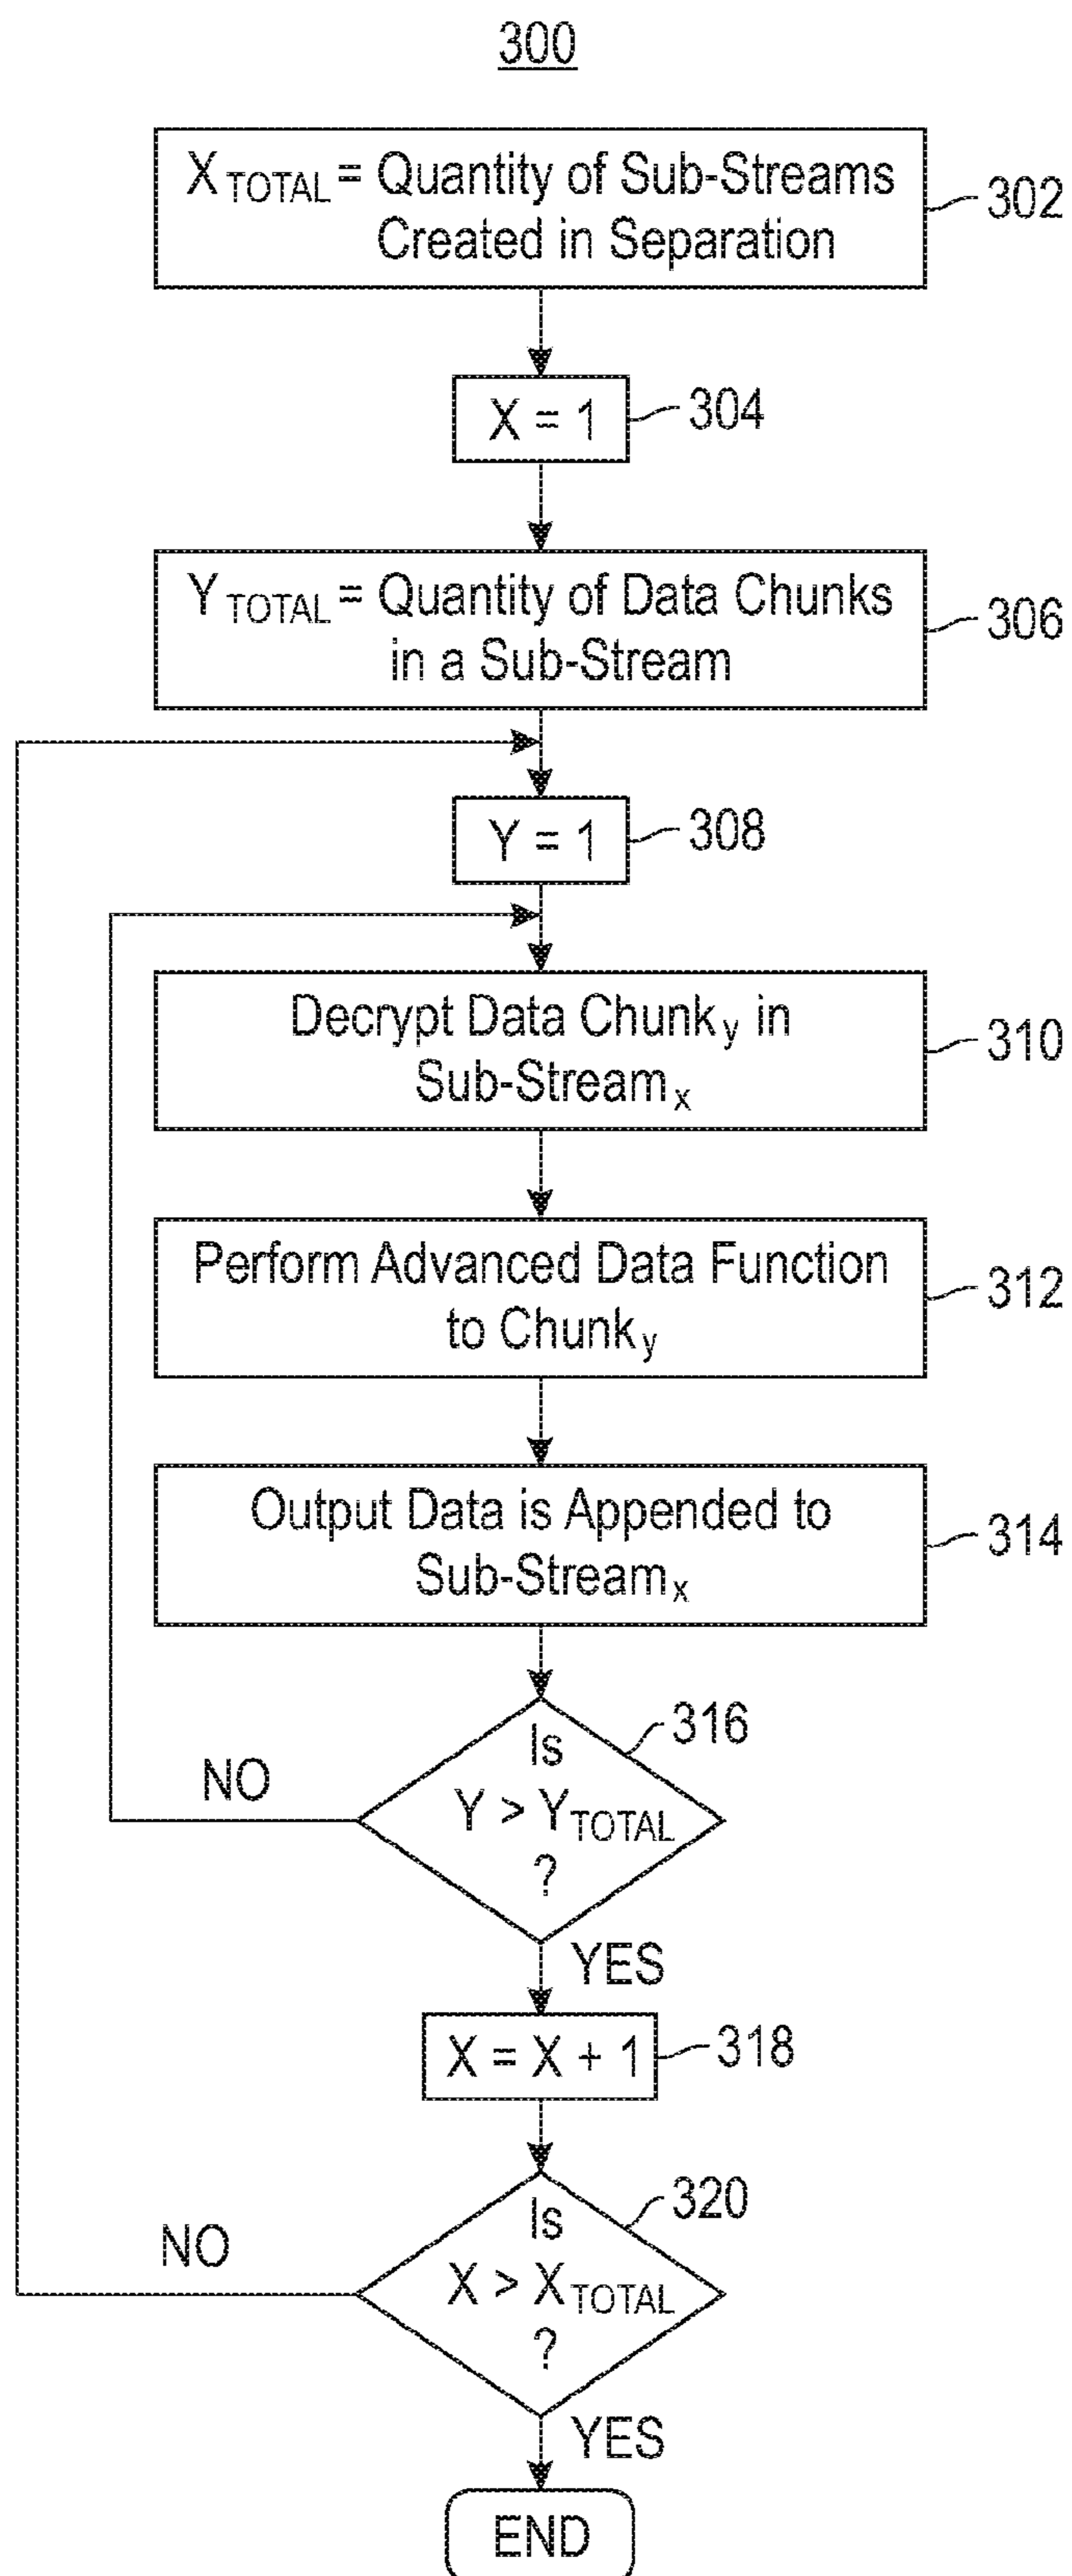 300
X TOTAL = Quantity of Sub-Streams
Created in Separation
302
X = 1
304
Y TOTAL = Quantity of Data Chunks
in a Sub-Stream
306
Y = 1
308
Decrypt Data Chunk y in
Sub-Stream x
310
Perform Advanced Data Function
to Chunk y
312
Output Data is Appended to
Sub-Stream x
314
Is
Y > Y TOTAL
?
316
NO
YES
X = X + 1
318
Is
X > X TOTAL
?
320
NO
YES
END